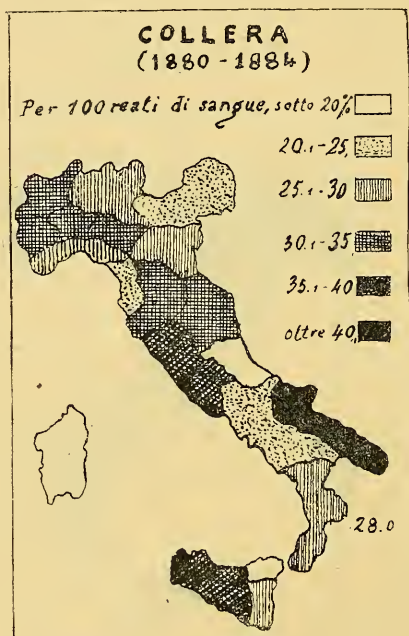 COLLERA
(1880-1884)
Per 100 reati di sangue, sotto 20%
20.1-25,
25.1-30
30.1-35,
35.1-40
oltre 40,
28.0